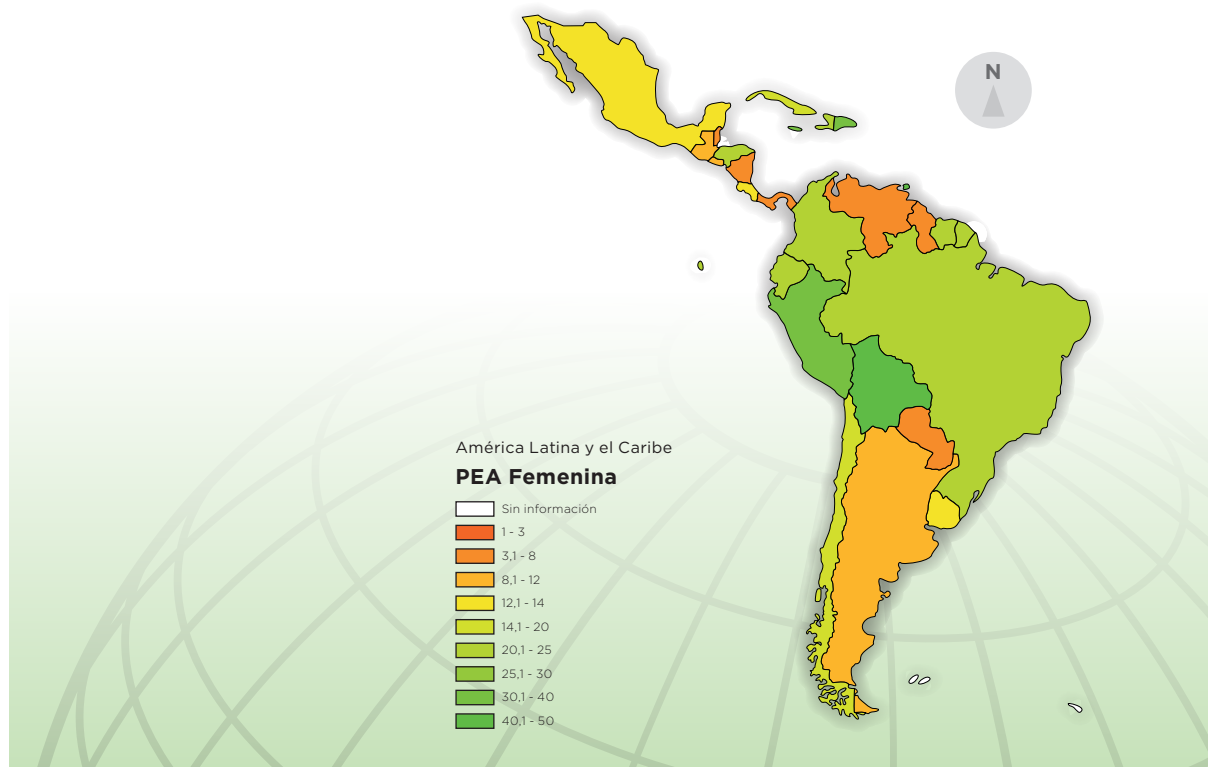 N
América Latina y el Caribe
PEA Femenina
Sin información
1 - 3
3,1 - 8
8,1 - 12
12,1 - 14
14,1 - 20
20,1 - 25
25,1 - 30
30,1 - 40
40,1 - 50